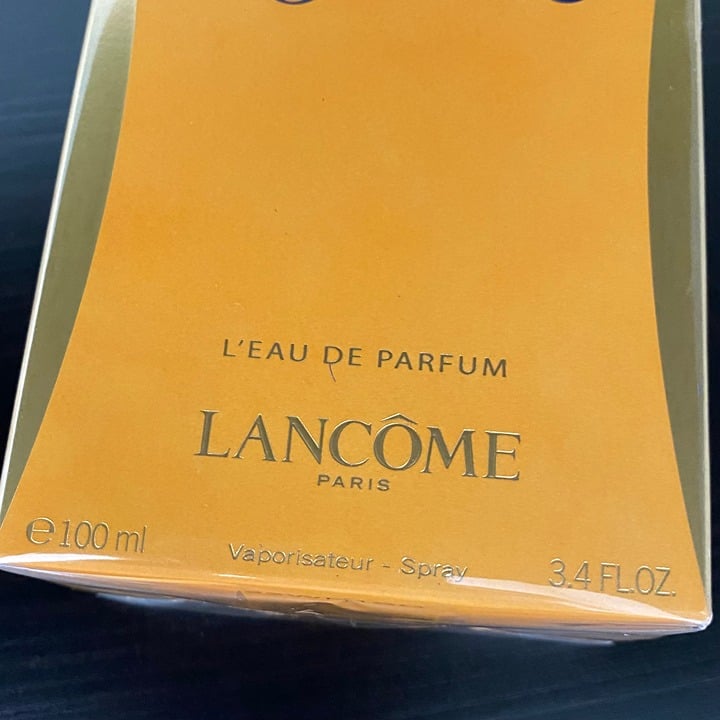 L'EAU DE PARFUM
LANCÔME
PARIS
℮100 ml
Vaporisateur - Spray
3.4 FL.OZ.